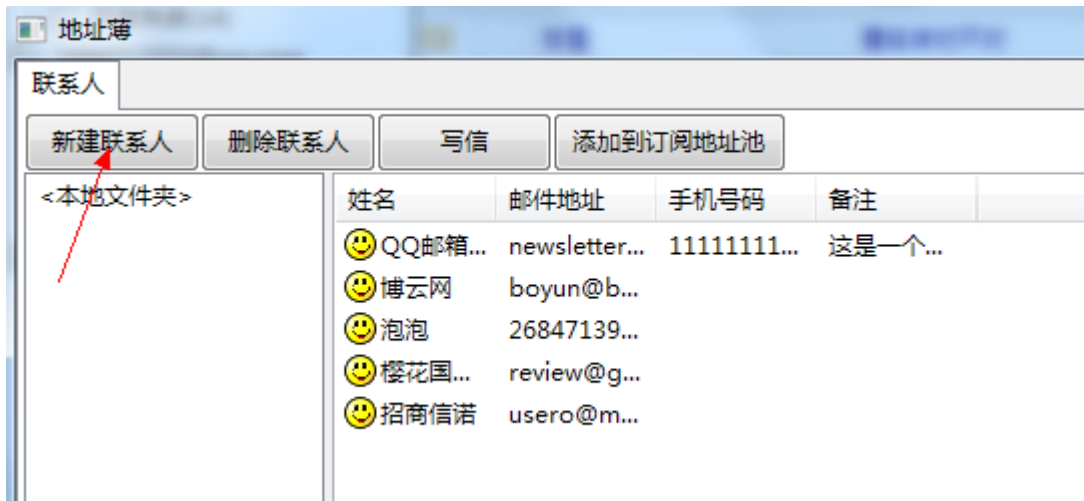 地址薄
联系人
新建联系人 删除联系人 写信 添加到订阅地址池
<本地文件夹>
姓名 邮件地址 手机号码 备注
QQ邮箱... newsletter... 11111111... 这是一个...
博云网 boyun@b...
泡泡 26847139...
樱花国... review@g...
招商信诺 usero@m...